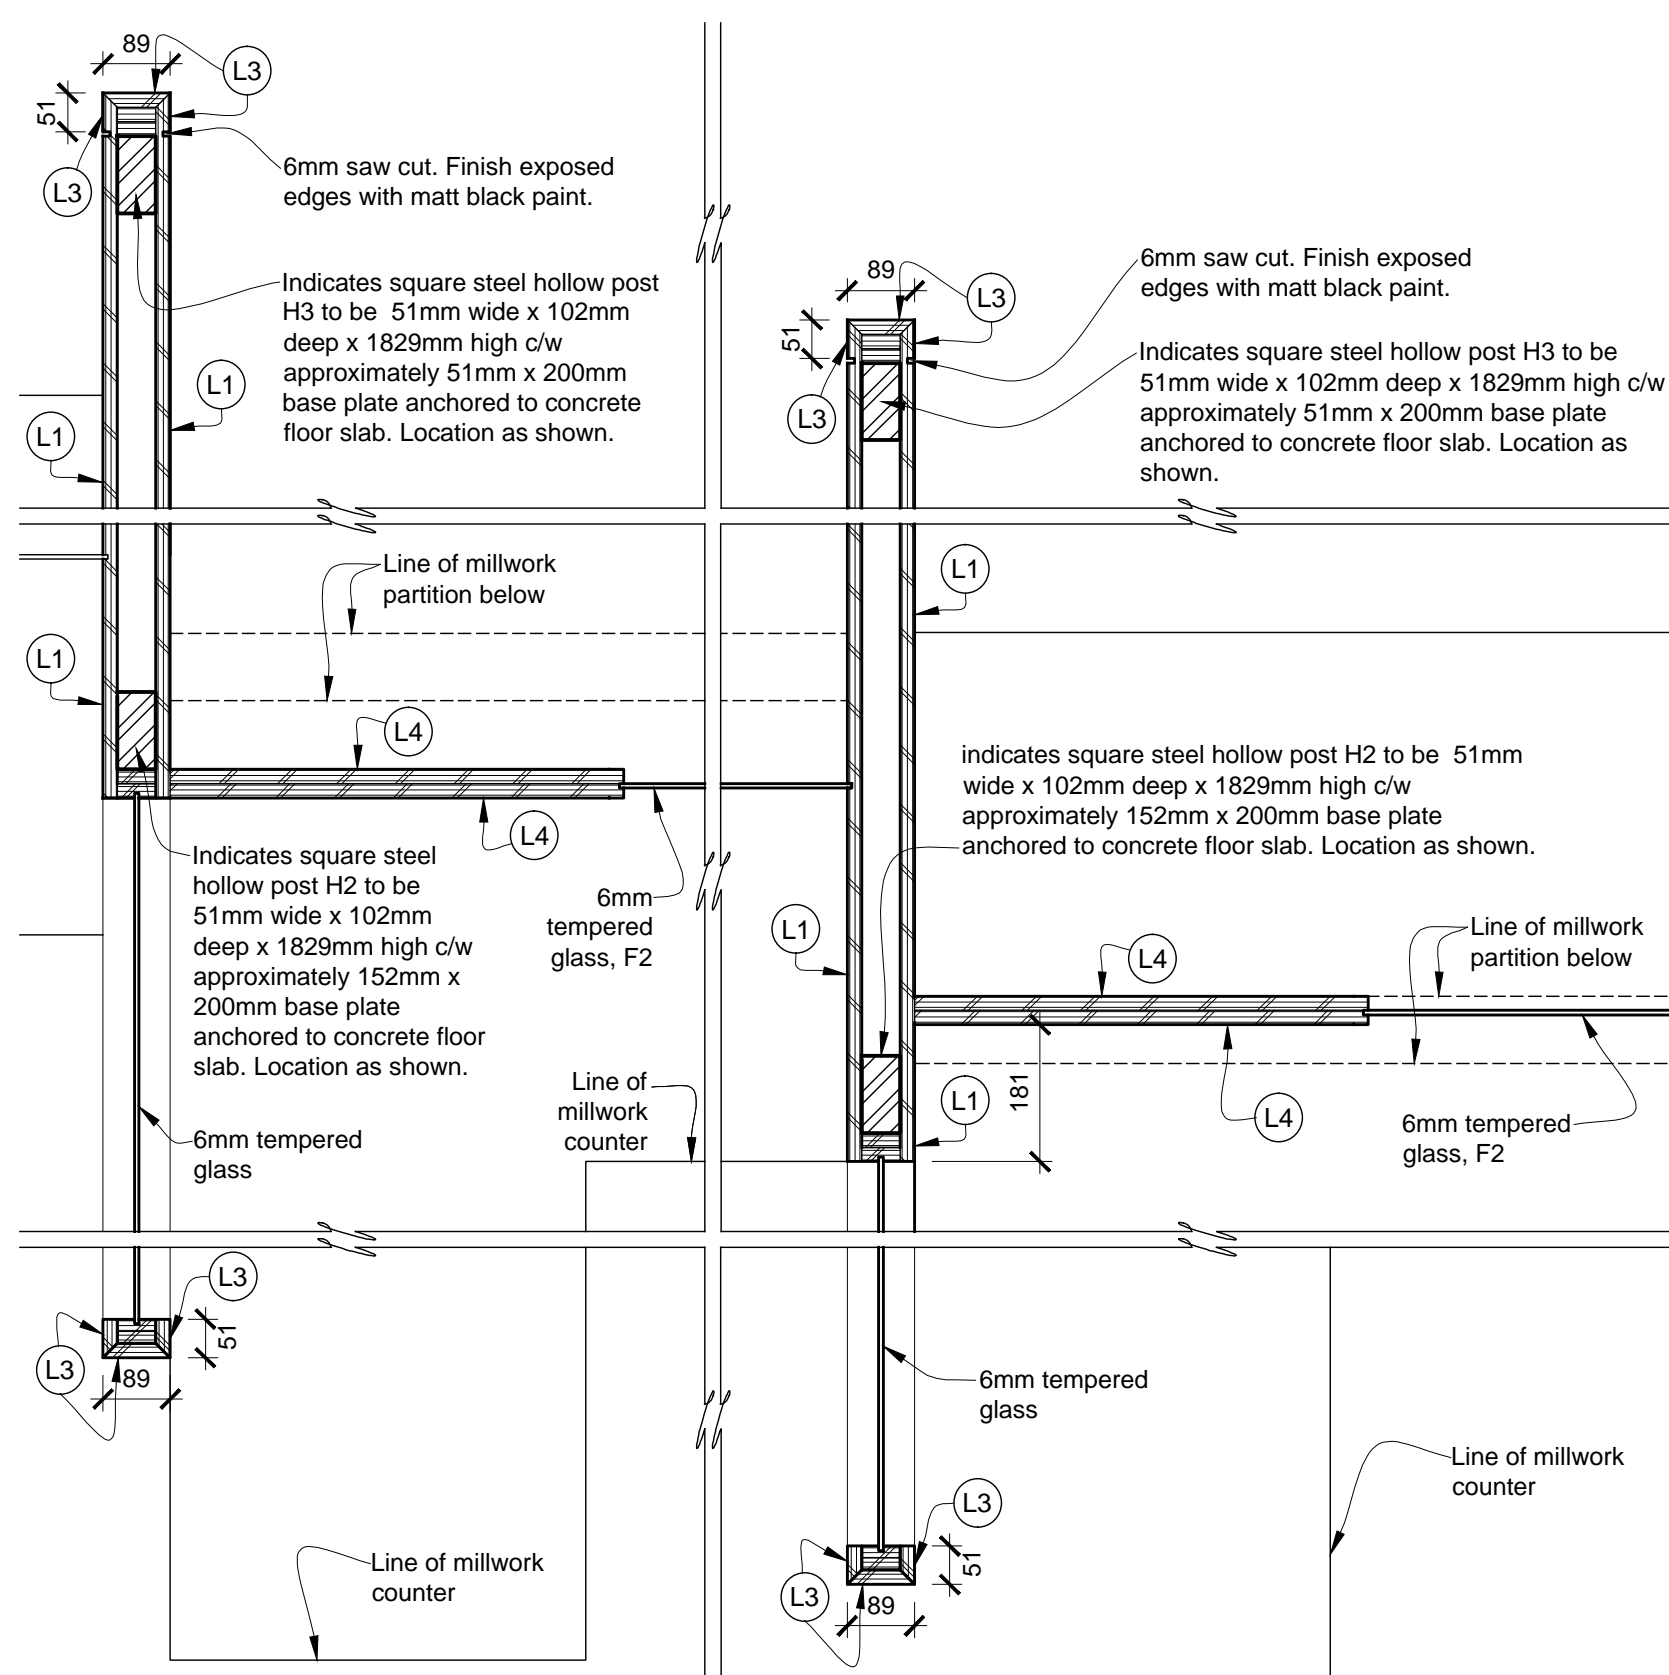 89
L3
51
L3
6mm saw cut. Finish exposed
edges with matt black paint.
Indicates square steel hollow post
H3 to be 51mm wide x 102mm
deep x 1829mm high c/w
approximately 51mm x 200mm
base plate anchored to concrete
floor slab. Location as shown.
L1
L1
89
L3
51
L3
6mm saw cut. Finish exposed
edges with matt black paint.
Indicates square steel hollow post H3 to be
51mm wide x 102mm deep x 1829mm high c/w
approximately 51mm x 200mm base plate
anchored to concrete floor slab. Location as
shown.
Line of millwork
partition below
L1
L1
L4
L4
Indicates square steel
hollow post H2 to be
51mm wide x 102mm
deep x 1829mm high c/w
approximately 152mm x
200mm base plate
anchored to concrete floor
slab. Location as shown.
6mm
tempered
glass, F2
indicates square steel hollow post H2 to be 51mm
wide x 102mm deep x 1829mm high c/w
approximately 152mm x 200mm base plate
anchored to concrete floor slab. Location as shown.
L1
L4
Line of millwork
partition below
181
L1
L4
6mm tempered
glass, F2
Line of
millwork
counter
6mm tempered
glass
L3
51
L3
89
6mm tempered
glass
Line of millwork
counter
L3
51
L3
89
Line of millwork
counter